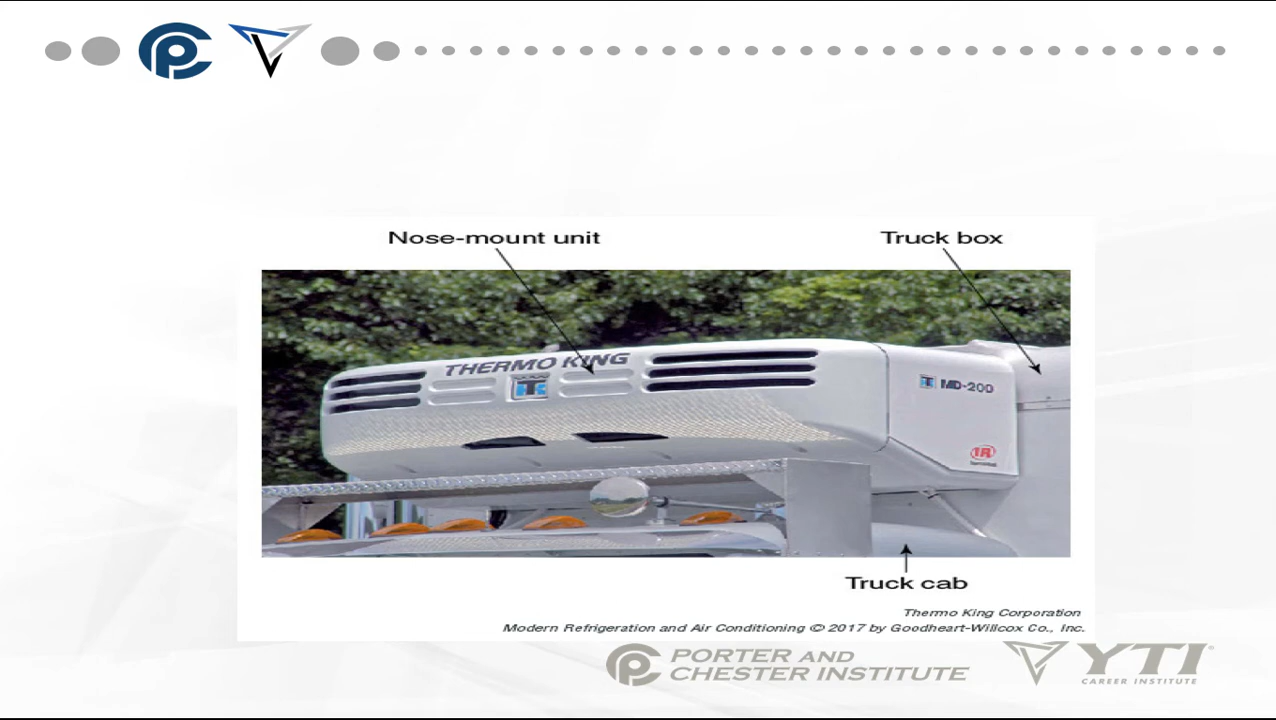 Nose-mount unit
Truck box
THERMO KING
MD-200
IR
Truck cab
Thermo King Corporation
Modern Refrigeration and Air Conditioning © 2017 by Goodheart-Willcox Co., Inc.
PORTER AND
CHESTER INSTITUTE
YTI
CAREER INSTITUTE